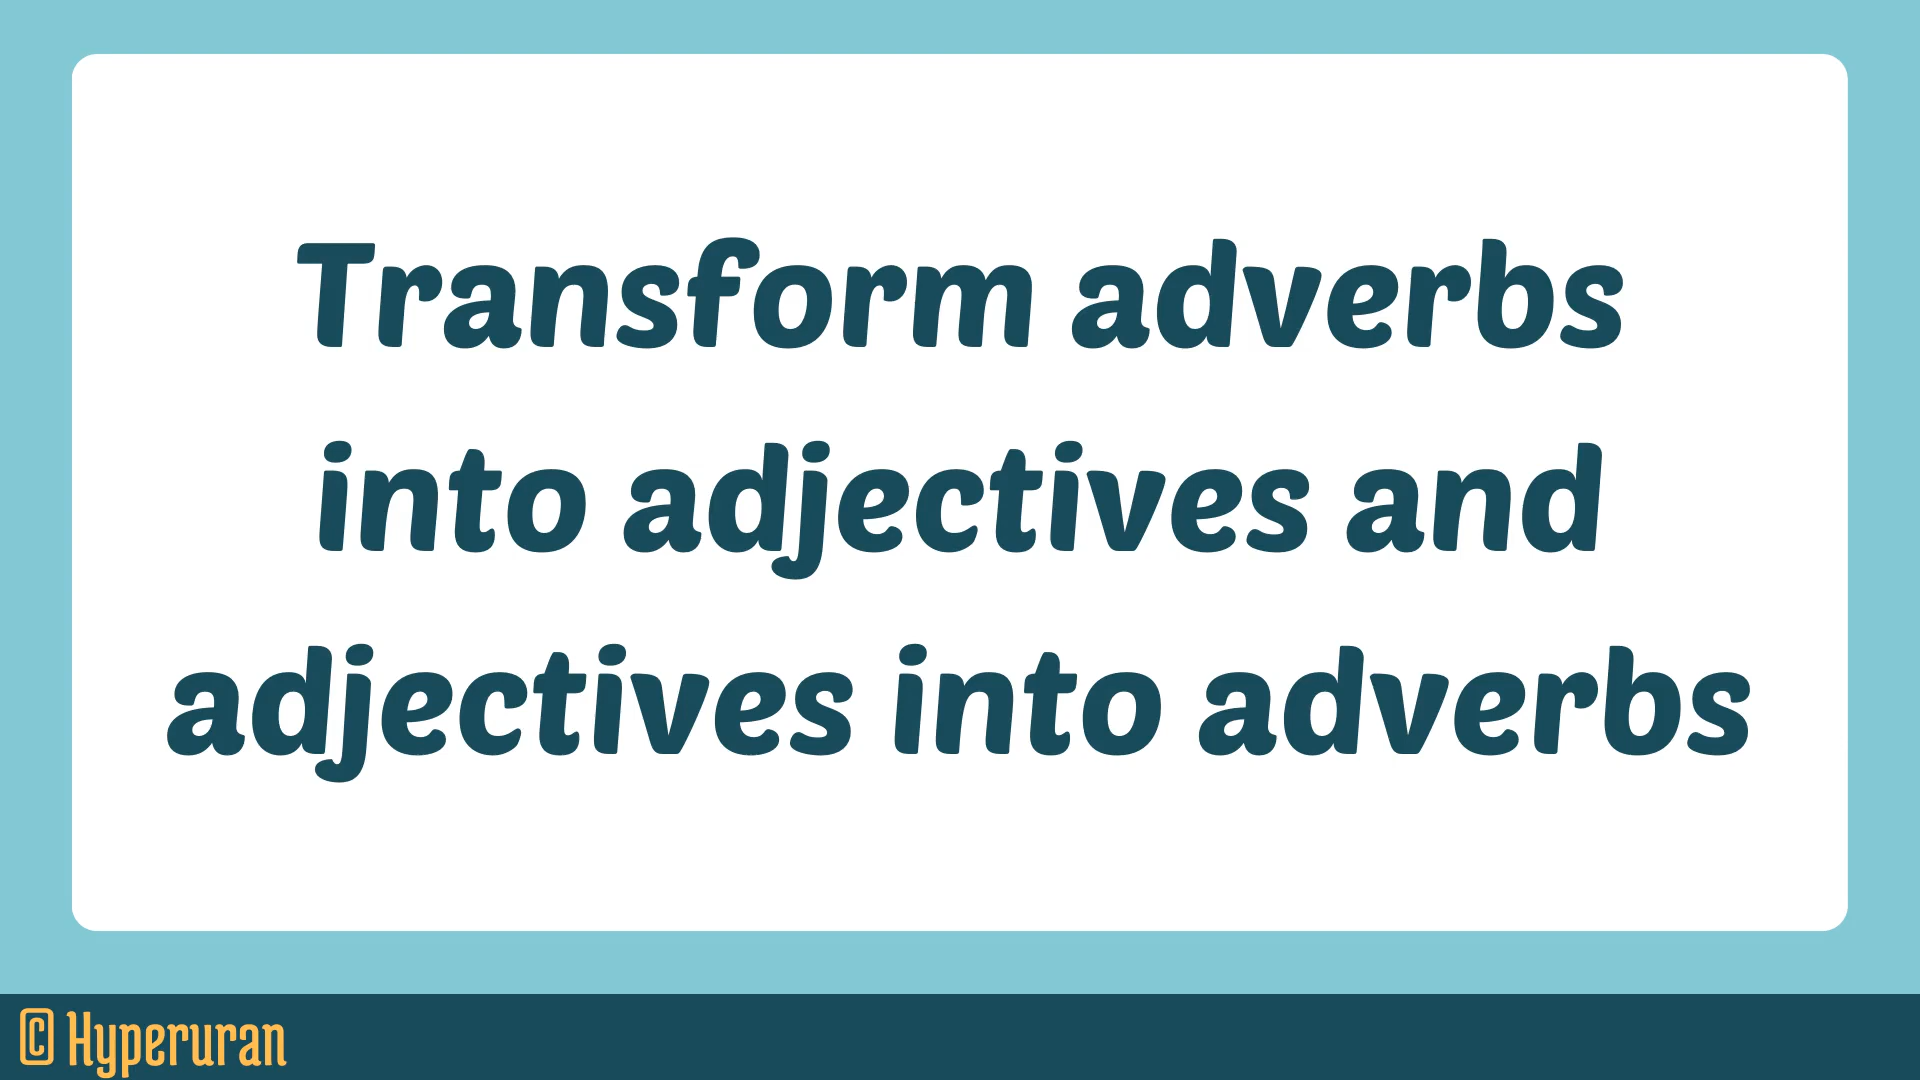 Transform adverbs
into adjectives and
adjectives into adverbs
© Hyperuran